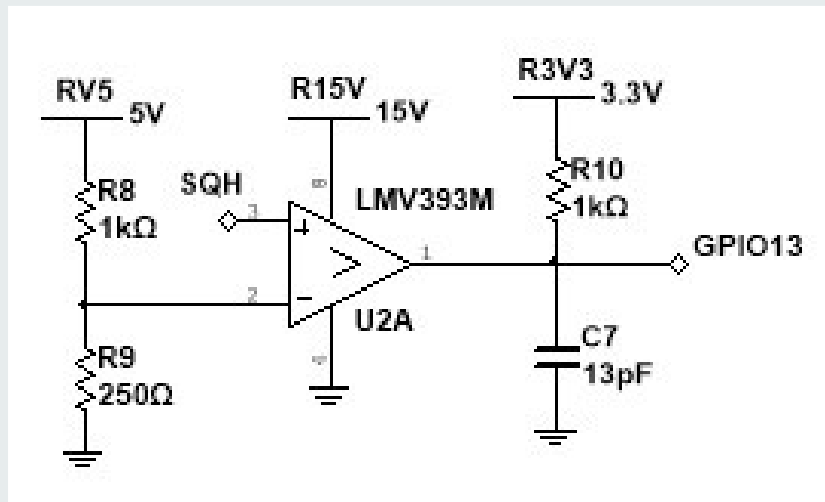 RV5
5V
R8
1kΩ
R9
250Ω
SQH
R15V
15V
8
3
2
LMV393M
1
U2A
4
R3V3
3.3V
R10
1kΩ
GPIO13
C7
13pF
+
−
>